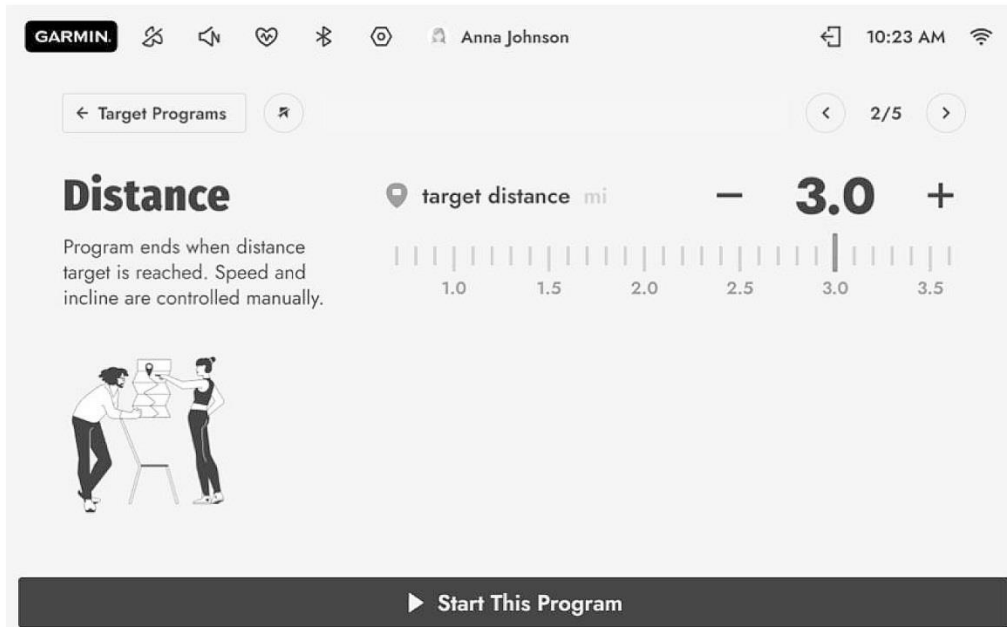 GARMIN.
Anna Johnson
10:23 AM
← Target Programs
2/5
Distance
target distance mi
− 3.0 +
Program ends when distance
target is reached. Speed and
incline are controlled manually.
1.0 1.5 2.0 2.5 3.0 3.5
Start This Program